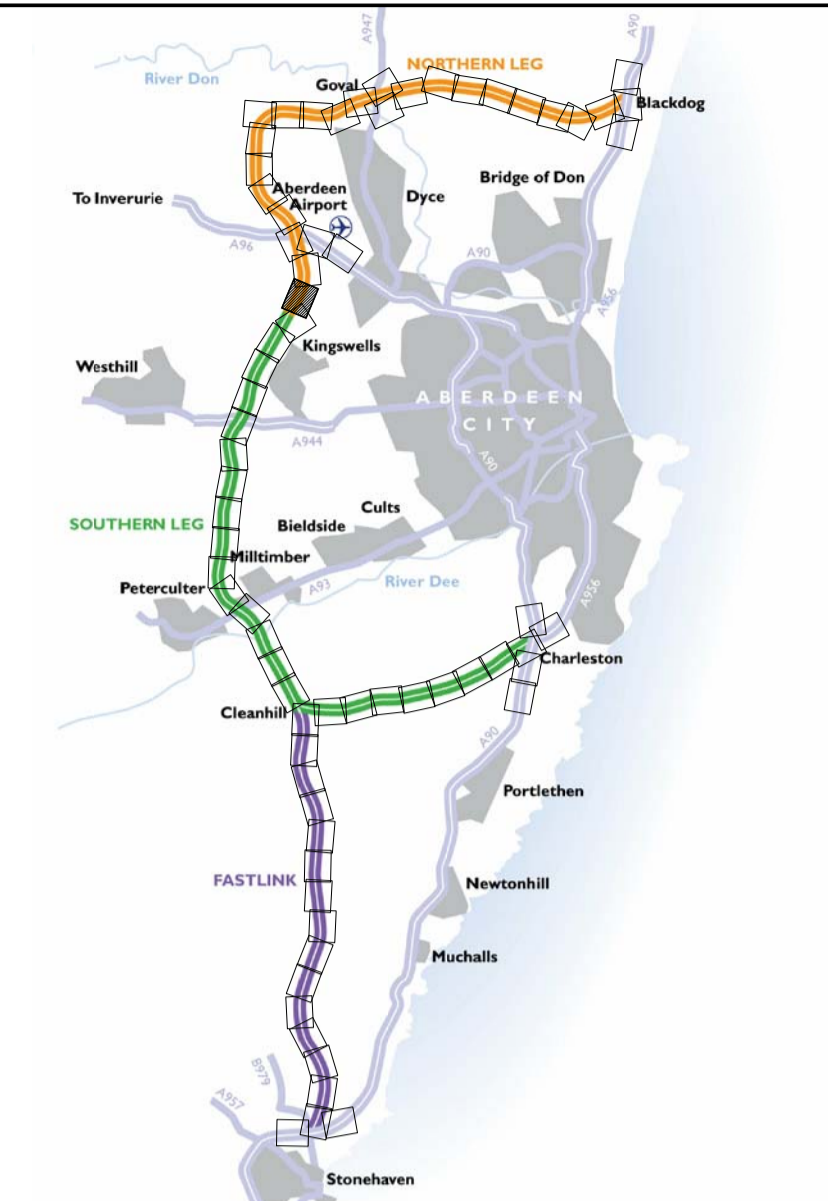 A947
A90
NORTHERN LEG
River Don
Goval
Blackdog
Aberdeen
Airport
Dyce
Bridge of Don
To Inverurie
A96
A90
A956
Kingswells
Westhill
ABERDEEN
CITY
A944
A90
Cults
SOUTHERN LEG
Bieldside
Milltimber
Peterculter
A93
River Dee
A956
Charleston
Cleanhill
A90
Portlethen
FASTLINK
Newtonhill
Muchalls
B979
A957
Stonehaven